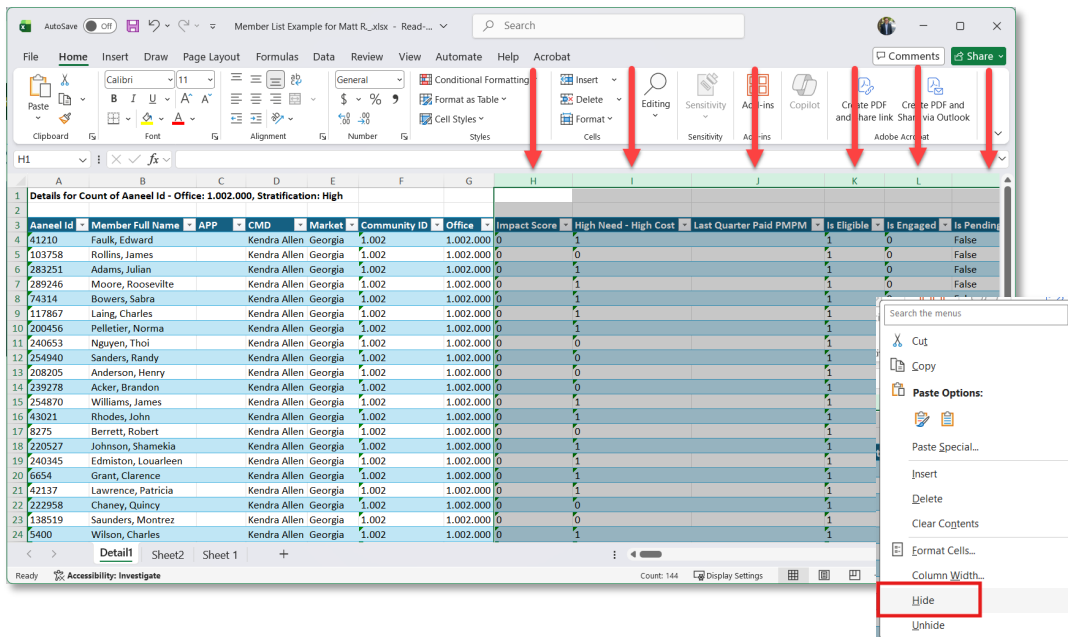 AutoSave Off Member List Example for Matt R._.xlsx - Read-... Search
File Home Insert Draw Page Layout Formulas Data Review View Automate Help Acrobat Comments Share
Paste Calibri 11 General Conditional Formatting Insert Editing Sensitivity Add-ins Copilot Create PDF Create PDF and
B I U A A $ % 9 Format as Table Delete and Share link Share via Outlook
A Cell Styles Format
Clipboard Font Alignment Number Styles Cells Sensitivity Add-ins Adobe Acrobat
H1 fx
A B C D E F G H I J K L
1 Details for Count of Aaneel Id - Office: 1.002.000, Stratification: High
2
3 Aaneel Id Member Full Name APP CMD Market Community ID Office Impact Score High Need - High Cost Last Quarter Paid PMPM Is Eligible Is Engaged Is Pending
4 41210 Faulk, Edward Kendra Allen Georgia 1.002 1.002.000 0 1 1 0 False
5 103758 Rollins, James Kendra Allen Georgia 1.002 1.002.000 0 0 1 0 False
6 283251 Adams, Julian Kendra Allen Georgia 1.002 1.002.000 0 1 1 0 False
7 289246 Moore, Roosevilte Kendra Allen Georgia 1.002 1.002.000 0 1 1 0 False
8 74314 Bowers, Sabra Kendra Allen Georgia 1.002 1.002.000 0 1 1
9 117867 Laing, Charles Kendra Allen Georgia 1.002 1.002.000 0 1 1
10 200456 Pelletier, Norma Kendra Allen Georgia 1.002 1.002.000 0 1 1
11 240653 Nguyen, Thoi Kendra Allen Georgia 1.002 1.002.000 0 0 1
12 254940 Sanders, Randy Kendra Allen Georgia 1.002 1.002.000 0 0 1
13 208205 Anderson, Henry Kendra Allen Georgia 1.002 1.002.000 0 0 1
14 239278 Acker, Brandon Kendra Allen Georgia 1.002 1.002.000 0 0 1
15 254870 Williams, James Kendra Allen Georgia 1.002 1.002.000 0 1 1
16 43021 Rhodes, John Kendra Allen Georgia 1.002 1.002.000 0 1 1
17 8275 Berrett, Robert Kendra Allen Georgia 1.002 1.002.000 0 0 1
18 220527 Johnson, Shamekia Kendra Allen Georgia 1.002 1.002.000 0 1 1
19 240345 Edmiston, Louarleen Kendra Allen Georgia 1.002 1.002.000 0 1 1
20 6654 Grant, Clarence Kendra Allen Georgia 1.002 1.002.000 0 1 1
21 42137 Lawrence, Patricia Kendra Allen Georgia 1.002 1.002.000 0 1 1
22 222958 Chaney, Quincy Kendra Allen Georgia 1.002 1.002.000 0 0 1
23 138519 Saunders, Montrez Kendra Allen Georgia 1.002 1.002.000 0 0 1
24 5400 Wilson, Charles Kendra Allen Georgia 1.002 1.002.000 0 1 1
Detail1 Sheet2 Sheet 1
Ready Accessibility: Investigate Count: 144 Display Settings
Search the menus
Cut
Copy
Paste Options:
Paste Special...
Insert
Delete
Clear Contents
Format Cells...
Column Width...
Hide
Unhide